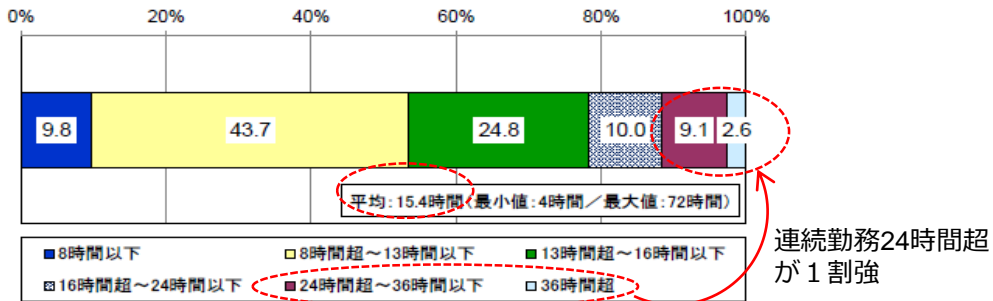 0% 20% 40% 60% 80% 100%
9.8 43.7 24.8 10.0 9.1 2.6
平均:15.4時間(最小値:4時間/最大値:72時間)
■8時間以下 □8時間超~13時間以下 ■13時間超~16時間以下
16時間超~24時間以下 ■24時間超~36時間以下 □36時間超
連続勤務24時間超
が1割強